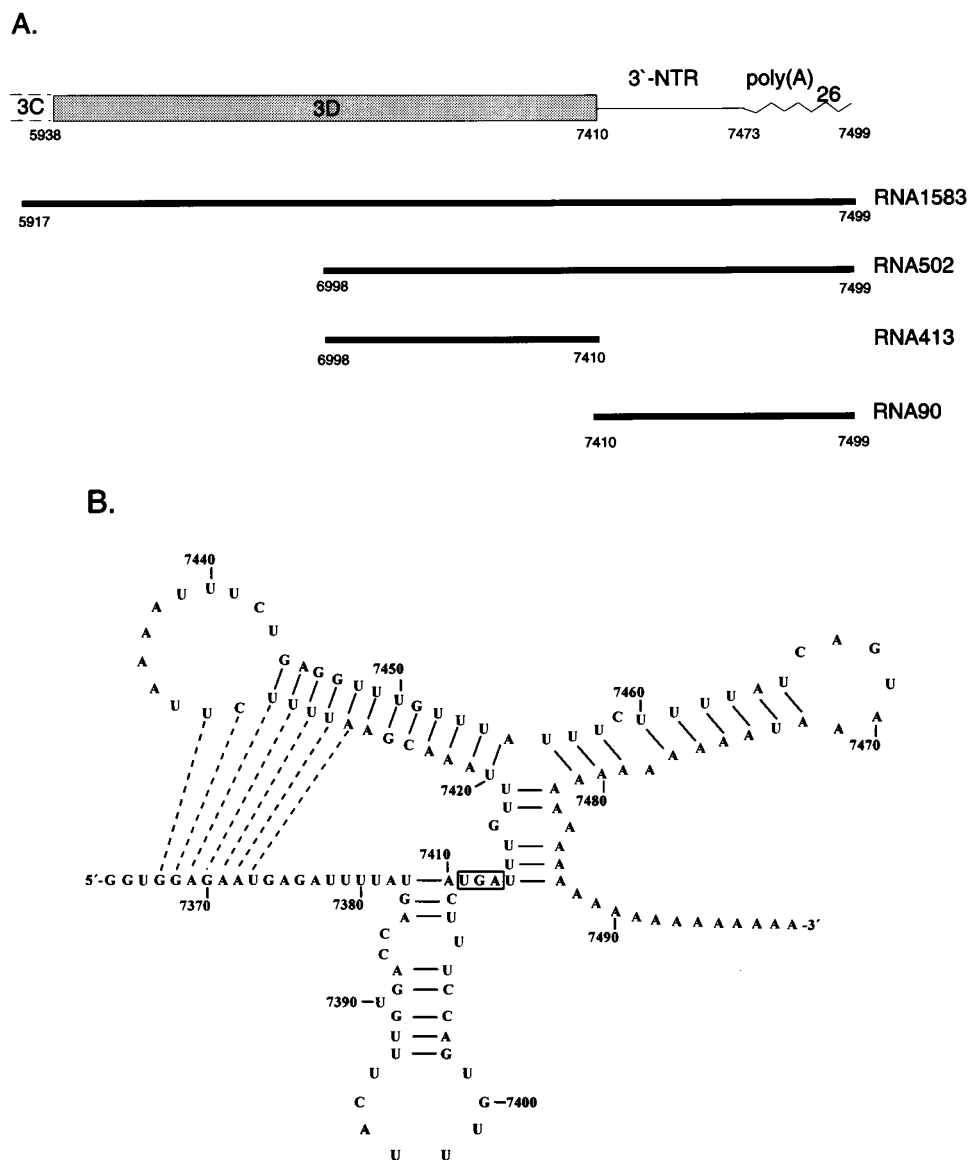 A.
3C
3D
3`-NTR
poly(A)
26
5938
7410
7473
7499
RNA1583
5917
7499
RNA502
6998
7499
RNA413
6998
7410
RNA90
7410
7499
B.
5´-G G U G G A G A A U G A G A U U U U A U
7370
7380
G A C C A G U G G U U U C A U
7390
U U G U G A C C U U U C A
7400
7410
U G A
U U U G U U U A A A C G A A U U U U C U U A A A A U U U C U
7420
7440
G A G G U U U G U U U A
7450
U U U C U U U U A U C A G U A A A U A A A A A A A
7460
7470
7480
A A A A A A A A A A A A A A A A A -3´
7490